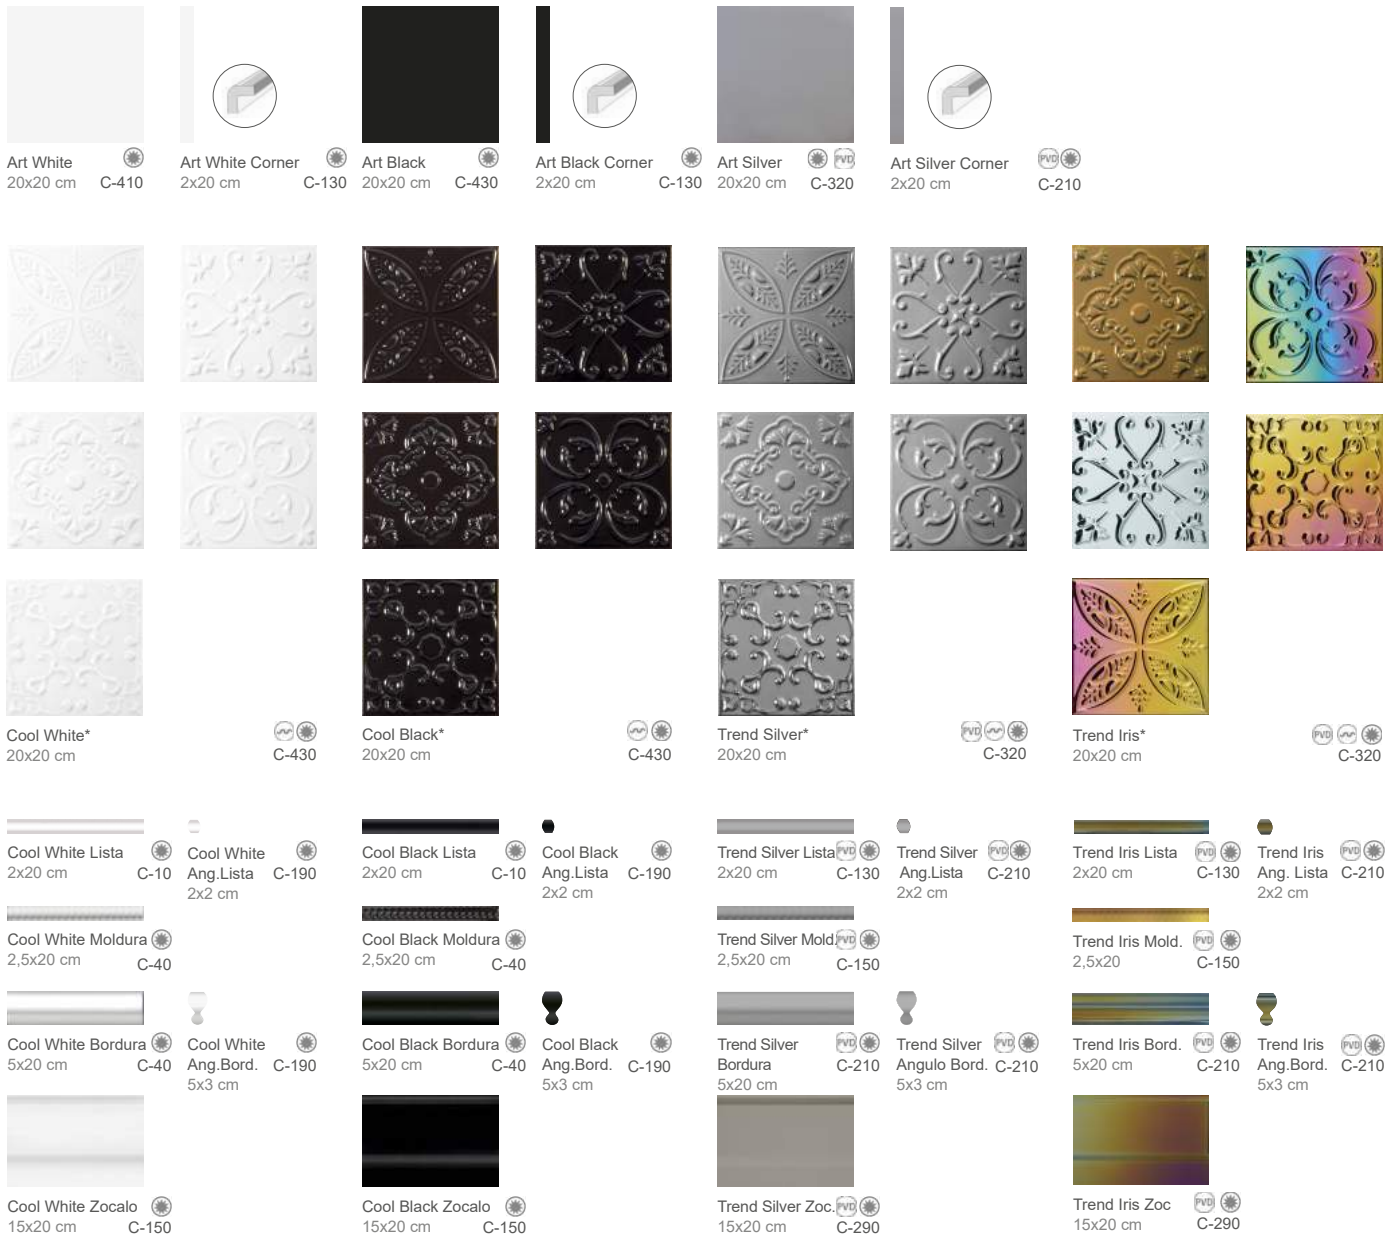 Art White
20x20 cm C-410
Art White Corner
2x20 cm C-130
Art Black
20x20 cm C-430
Art Black Corner
2x20 cm C-130
Art Silver PVD
20x20 cm C-320
Art Silver Corner PVD
2x20 cm C-210
Cool White*
20x20 cm C-430
Cool Black*
20x20 cm C-430
Trend Silver* PVD
20x20 cm C-320
Trend Iris* PVD
20x20 cm C-320
Cool White Lista
2x20 cm C-10
Cool White
Ang.Lista C-190
2x2 cm
Cool Black Lista
2x20 cm C-10
Cool Black
Ang.Lista C-190
2x2 cm
Trend Silver Lista PVD
2x20 cm C-130
Trend Silver PVD
Ang.Lista C-210
2x2 cm
Trend Iris Lista PVD
2x20 cm C-130
Trend Iris PVD
Ang. Lista C-210
2x2 cm
Cool White Moldura
2,5x20 cm C-40
Cool Black Moldura
2,5x20 cm C-40
Trend Silver Mold. PVD
2,5x20 cm C-150
Trend Iris Mold. PVD
2,5x20 C-150
Cool White Bordura
5x20 cm C-40
Cool White
Ang.Bord. C-190
5x3 cm
Cool Black Bordura
5x20 cm C-40
Cool Black
Ang.Bord. C-190
5x3 cm
Trend Silver PVD
Bordura C-210
5x20 cm
Trend Silver PVD
Angulo Bord. C-210
5x3 cm
Trend Iris Bord. PVD
5x20 cm C-210
Trend Iris PVD
Ang.Bord. C-210
5x3 cm
Cool White Zocalo
15x20 cm C-150
Cool Black Zocalo
15x20 cm C-150
Trend Silver Zoc. PVD
15x20 cm C-290
Trend Iris Zoc PVD
15x20 cm C-290